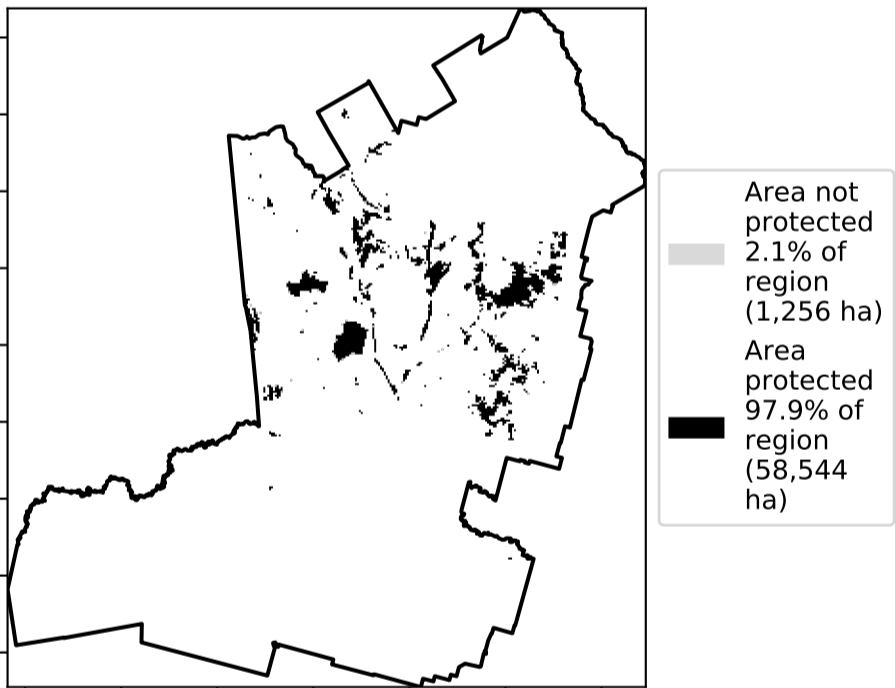 Area not
protected
2.1% of
region
(1,256 ha)
Area
protected
97.9% of
region
(58,544
ha)